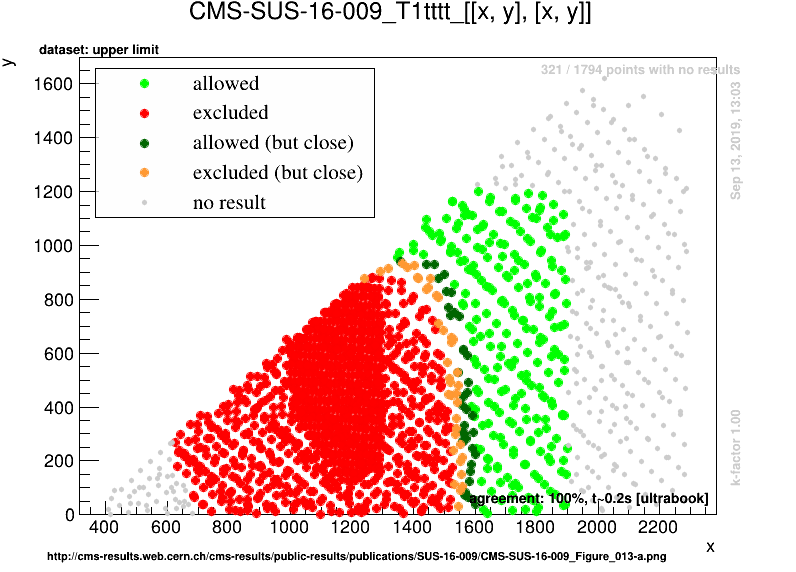 CMS-SUS-16-009_T1tttt_[[x, y], [x, y]]
dataset: upper limit
y
321 / 1794 points with no results
allowed
excluded
allowed (but close)
excluded (but close)
no result
Sep 13, 2019, 13:03
k-factor 1.00
1600
1400
1200
1000
800
600
400
200
0
agreement: 100%, t~0.2s [ultrabook]
400 600 800 1000 1200 1400 1600 1800 2000 2200
x
http://cms-results.web.cern.ch/cms-results/public-results/publications/SUS-16-009/CMS-SUS-16-009_Figure_013-a.png